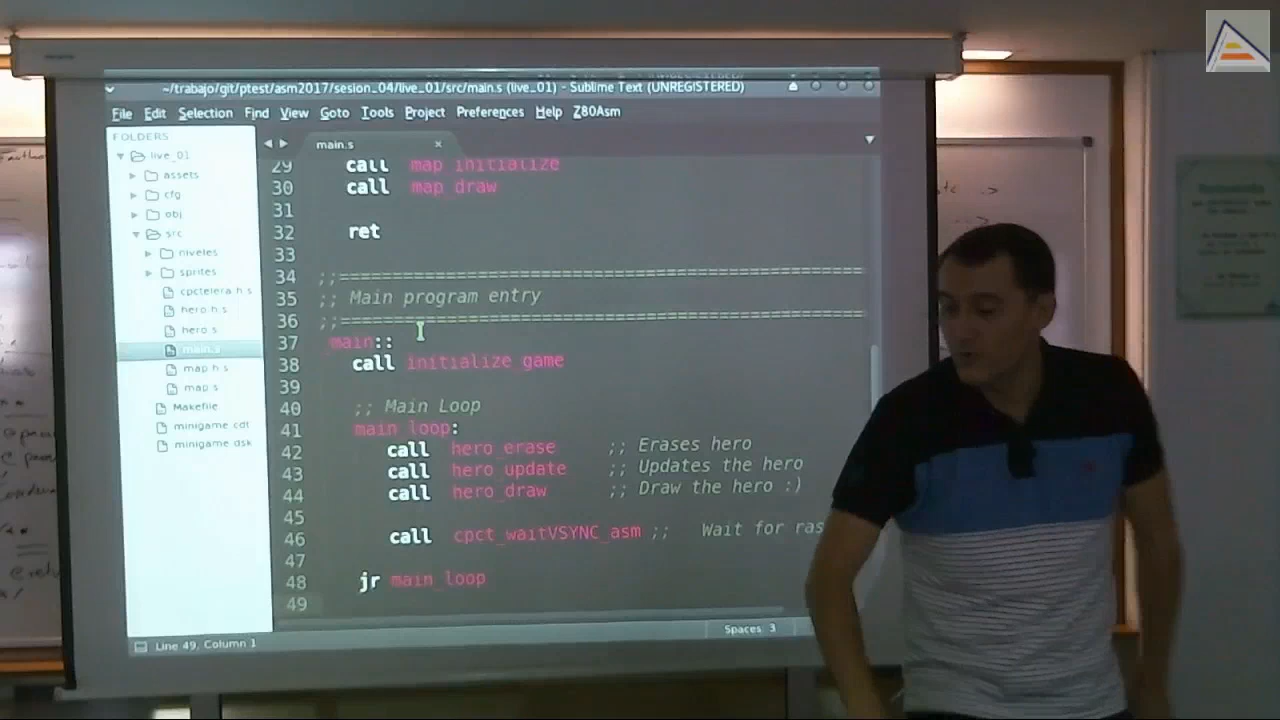 ~/trabajo/git/ptest/asm2017/sesion_04/live_01/src/main.s (live_01) - Sublime Text (UNREGISTERED)
File Edit Selection Find View Goto Tools Project Preferences Help Z80Asm
FOLDERS
live_01
assets
cfg
obj
src
niveles
sprites
cpctelera.h.s
hero.h.s
hero.s
main.s
map.h.s
map.s
Makefile
minigame.cdt
minigame.dsk
main.s
29 call map_initialize
30 call map_draw
31
32 ret
33
34 ;;==================================================
35 ;; Main program entry
36 ;;==================================================
37 _main::
38 call initialize_game
39
40 ;; Main Loop
41 main_loop:
42 call hero_erase ;; Erases hero
43 call hero_update ;; Updates the hero
44 call hero_draw ;; Draw the hero :)
45
46 call cpct_waitVSYNC_asm ;; Wait for ras
47
48 jr main_loop
49
Line 49, Column 1
Spaces: 3